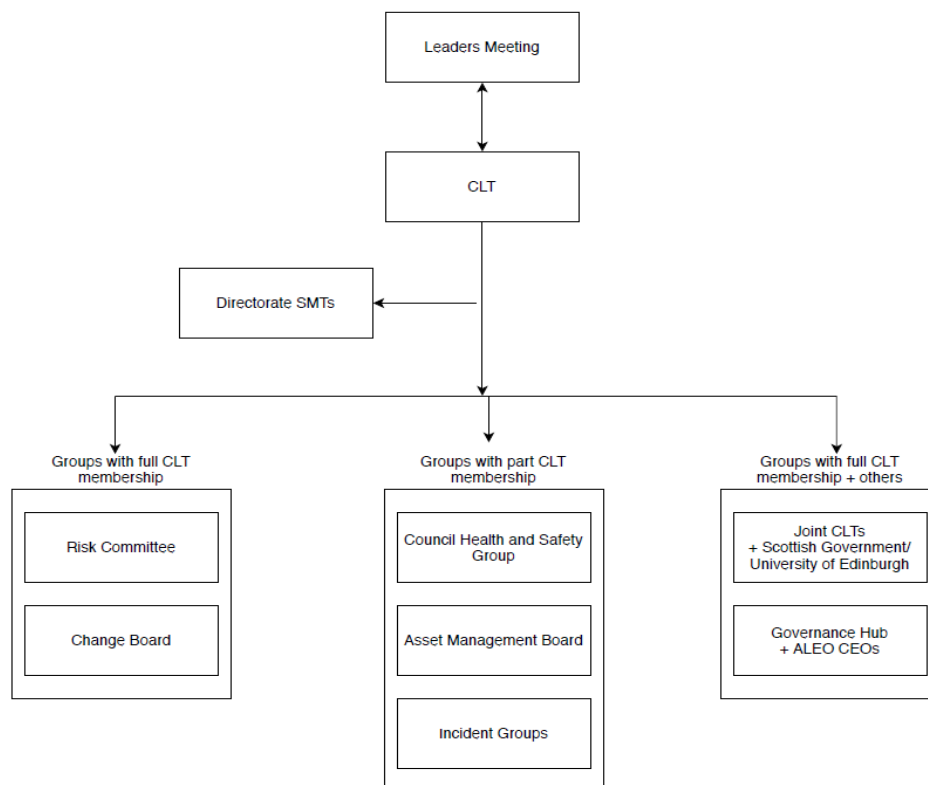 Leaders Meeting
CLT
Directorate SMTs
Groups with full CLT
membership
Risk Committee
Change Board
Groups with part CLT
membership
Council Health and Safety
Group
Asset Management Board
Incident Groups
Groups with full CLT
membership + others
Joint CLTs
+ Scottish Government/
University of Edinburgh
Governance Hub
+ ALEO CEOs